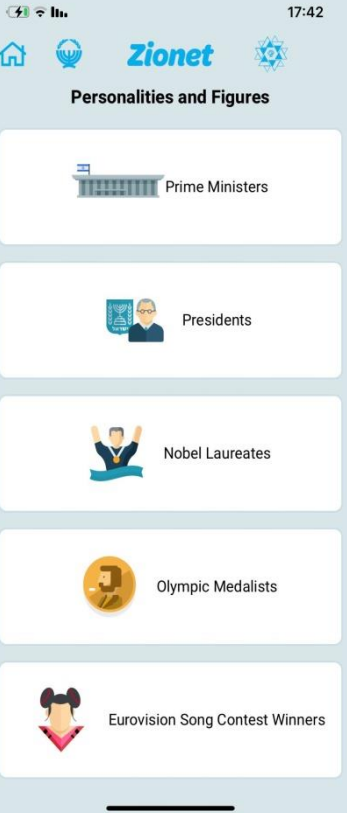 17:42
Zionet
Personalities and Figures
Prime Ministers
Presidents
Nobel Laureates
Olympic Medalists
Eurovision Song Contest Winners